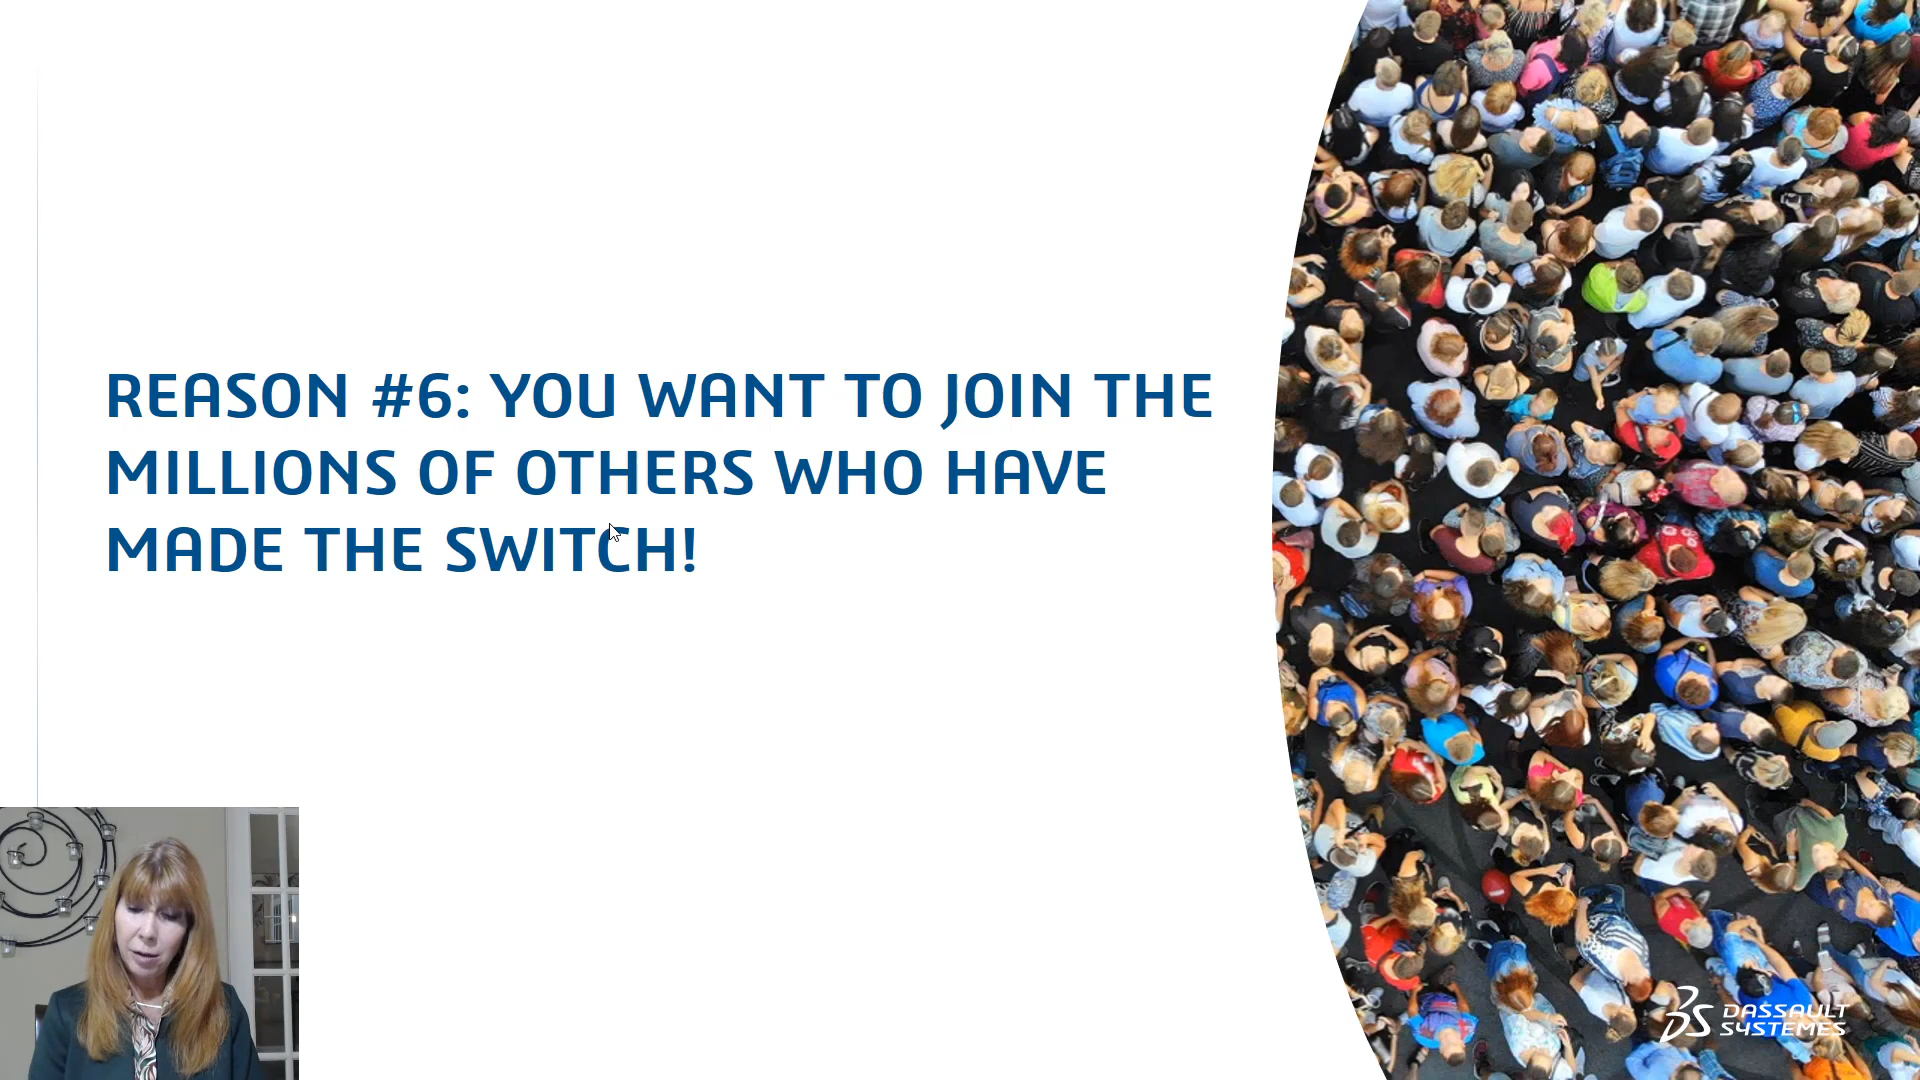 REASON #6: YOU WANT TO JOIN THE
MILLIONS OF OTHERS WHO HAVE
MADE THE SWITCH!
DASSAULT
SYSTEMES